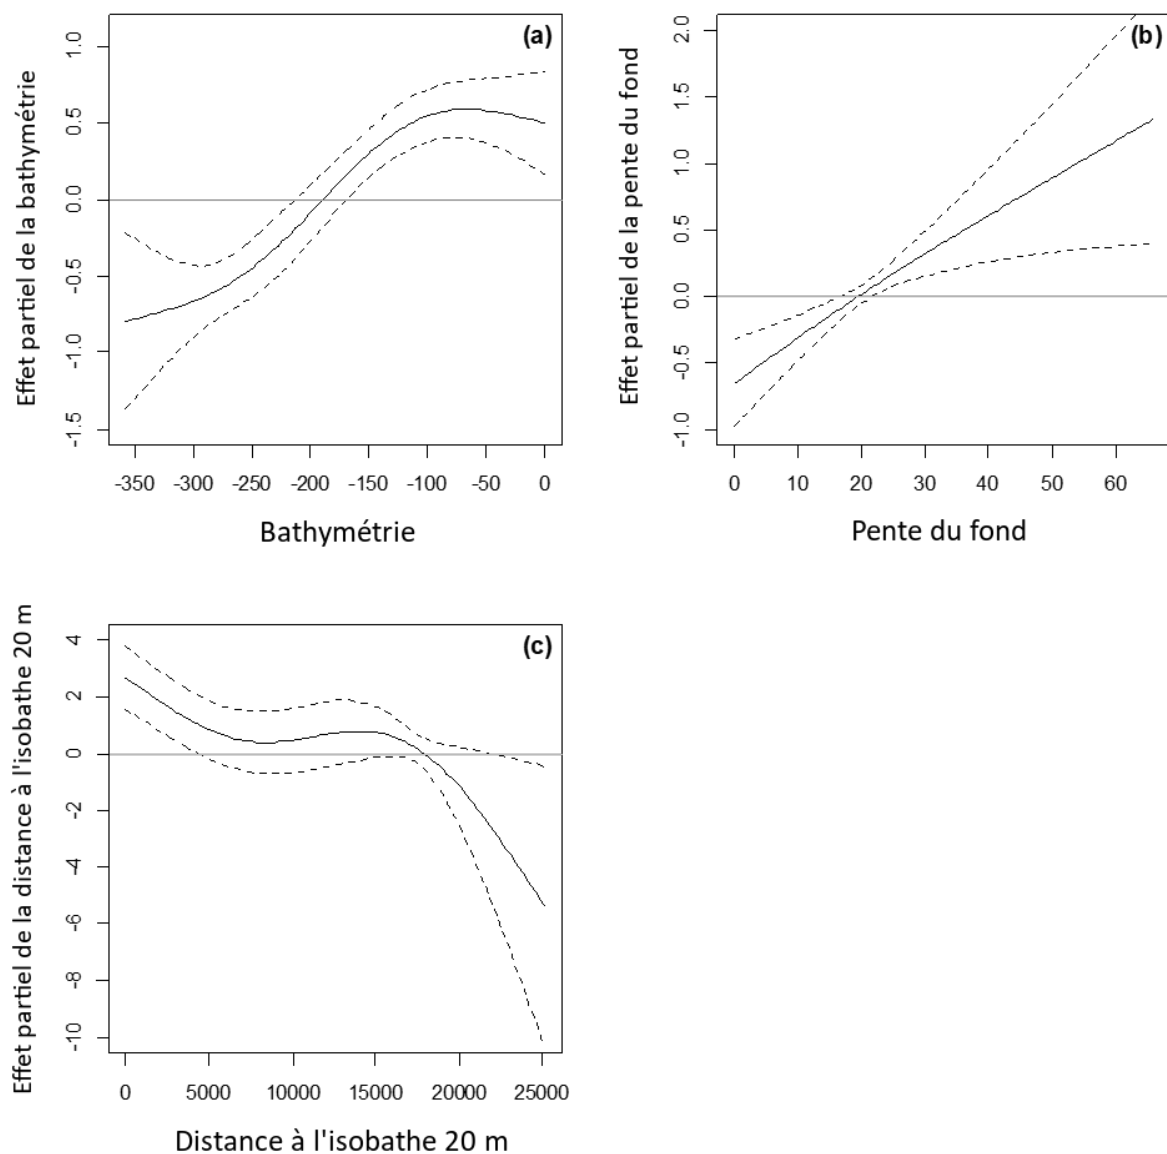 (a)
Effet partiel de la bathymétrie
1.0
0.5
0.0
-0.5
-1.0
-1.5
-350 -300 -250 -200 -150 -100 -50 0
Bathymétrie
(b)
Effet partiel de la pente du fond
2.0
1.5
1.0
0.5
0.0
-0.5
-1.0
0 10 20 30 40 50 60
Pente du fond
(c)
Effet partiel de la distance à l'isobathe 20 m
4
2
0
-2
-4
-6
-8
-10
0 5000 10000 15000 20000 25000
Distance à l'isobathe 20 m